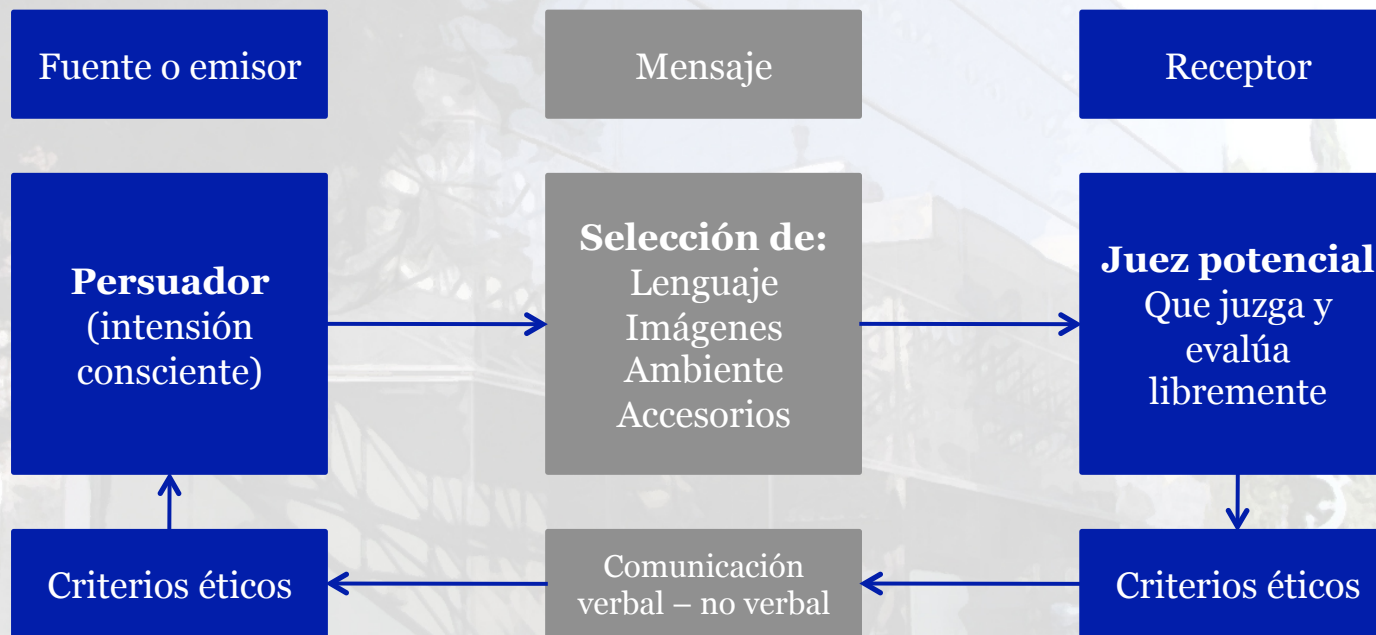 Fuente o emisor
Mensaje
Receptor
Persuador
(intensión
consciente)
Selección de:
Lenguaje
Imágenes
Ambiente
Accesorios
Juez potencial
Que juzga y
evalúa
libremente
Criterios éticos
Comunicación
verbal – no verbal
Criterios éticos